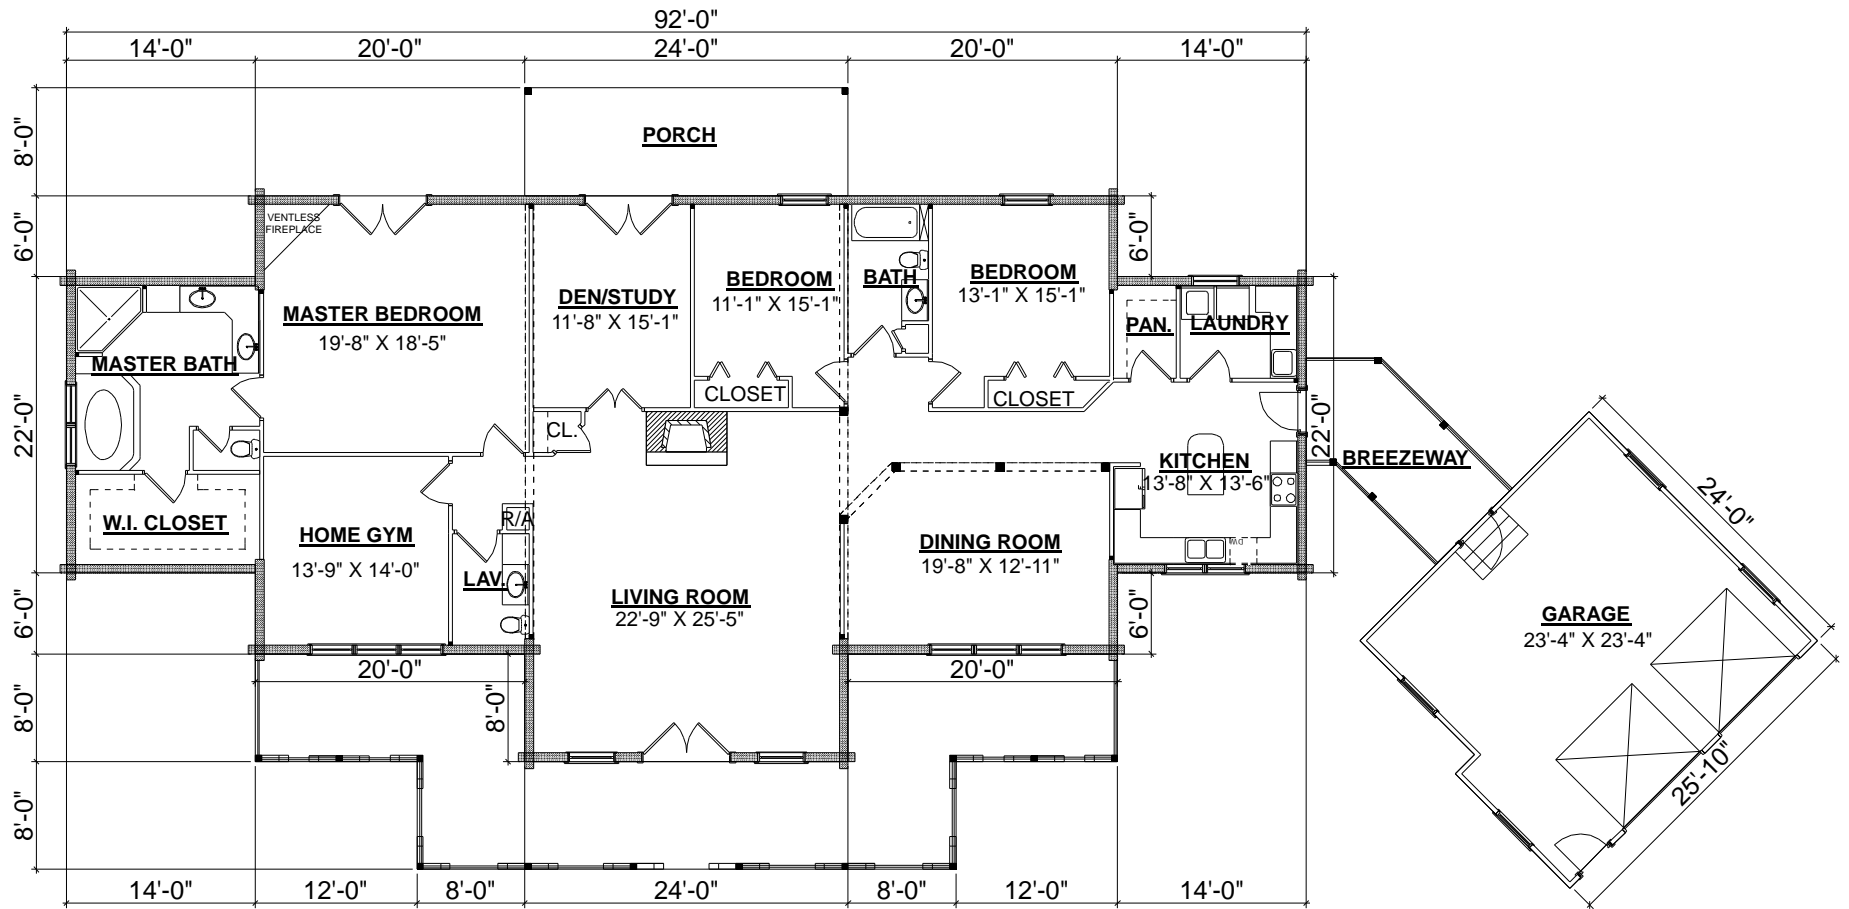 92'-0"
14'-0"
20'-0"
24'-0"
20'-0"
14'-0"
8'-0"
6'-0"
22'-0"
6'-0"
8'-0"
8'-0"
PORCH
VENTLESS
FIREPLACE
MASTER BEDROOM
19'-8" X 18'-5"
DEN/STUDY
11'-8" X 15'-1"
BEDROOM
11'-1" X 15'-1"
BATH
BEDROOM
13'-1" X 15'-1"
6'-0"
PAN.
LAUNDRY
MASTER BATH
CLOSET
CLOSET
CL.
22'-0"
BREEZEWAY
KITCHEN
13'-8" X 13'-6"
W.I. CLOSET
HOME GYM
13'-9" X 14'-0"
R/A
LAV.
DW
DINING ROOM
19'-8" X 12'-11"
LIVING ROOM
22'-9" X 25'-5"
6'-0"
20'-0"
8'-0"
20'-0"
24'-0"
GARAGE
23'-4" X 23'-4"
25'-10"
14'-0"
12'-0"
8'-0"
24'-0"
8'-0"
12'-0"
14'-0"